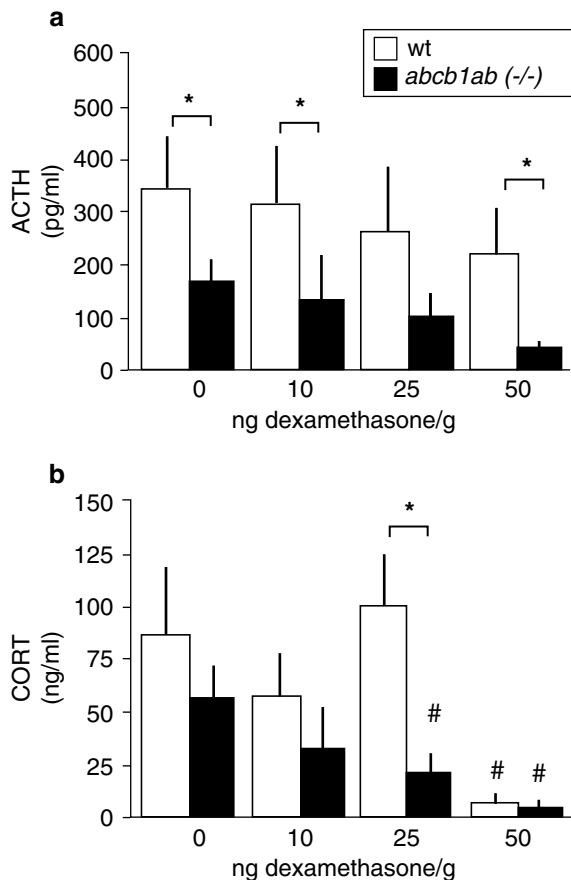 a
wt
abcb1ab (-/-)
600
500
400
300
200
100
0
ACTH
(pg/ml)
* * *
0 10 25 50
ng dexamethasone/g
b
150
125
100
75
50
25
0
CORT
(ng/ml)
*
# # #
0 10 25 50
ng dexamethasone/g